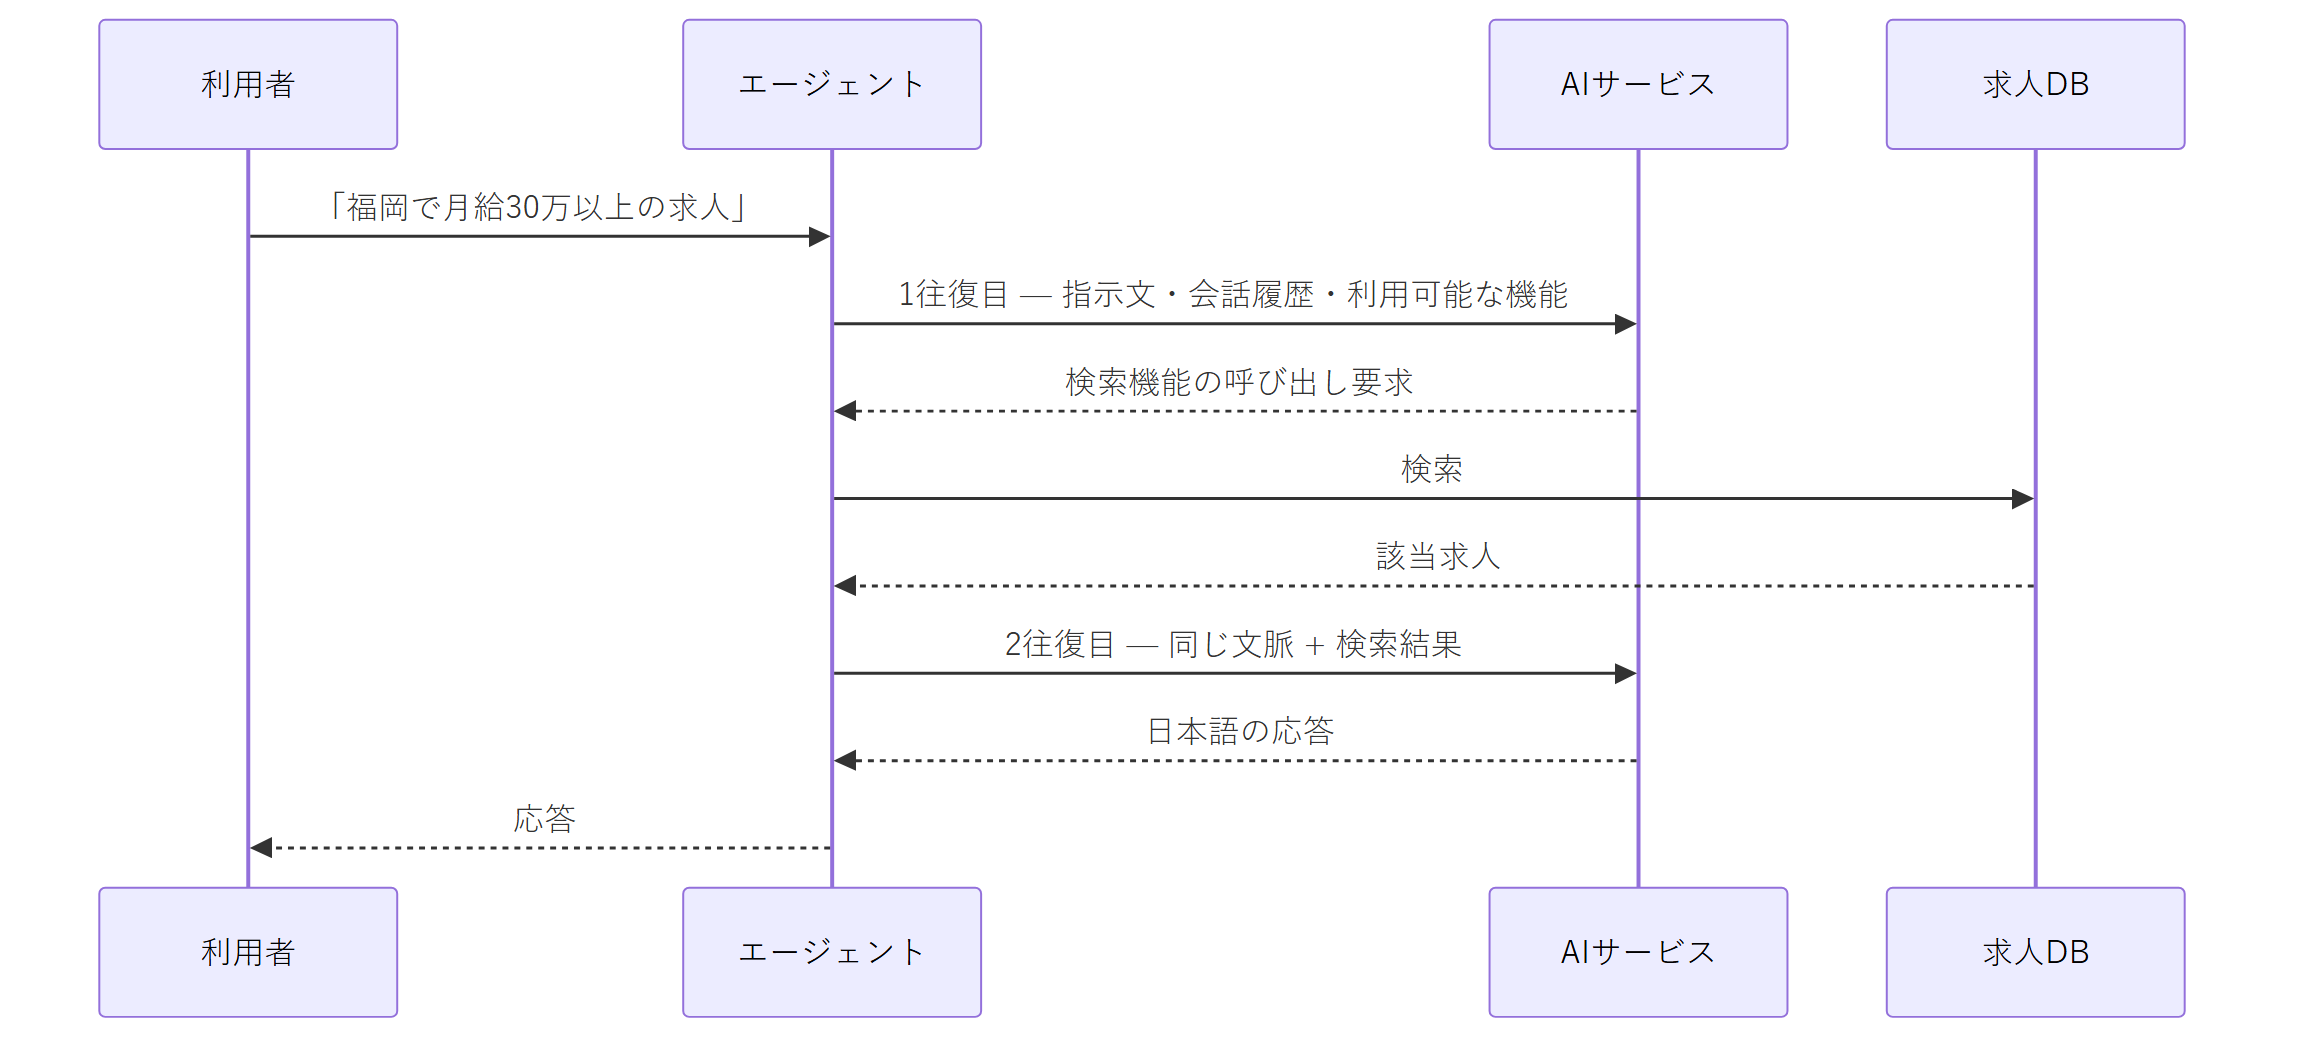 利用者
エージェント
AIサービス
求人DB
「福岡で月給30万以上の求人」
1往復目 — 指示文・会話履歴・利用可能な機能
検索機能の呼び出し要求
検索
該当求人
2往復目 — 同じ文脈 + 検索結果
日本語の応答
応答
利用者
エージェント
AIサービス
求人DB